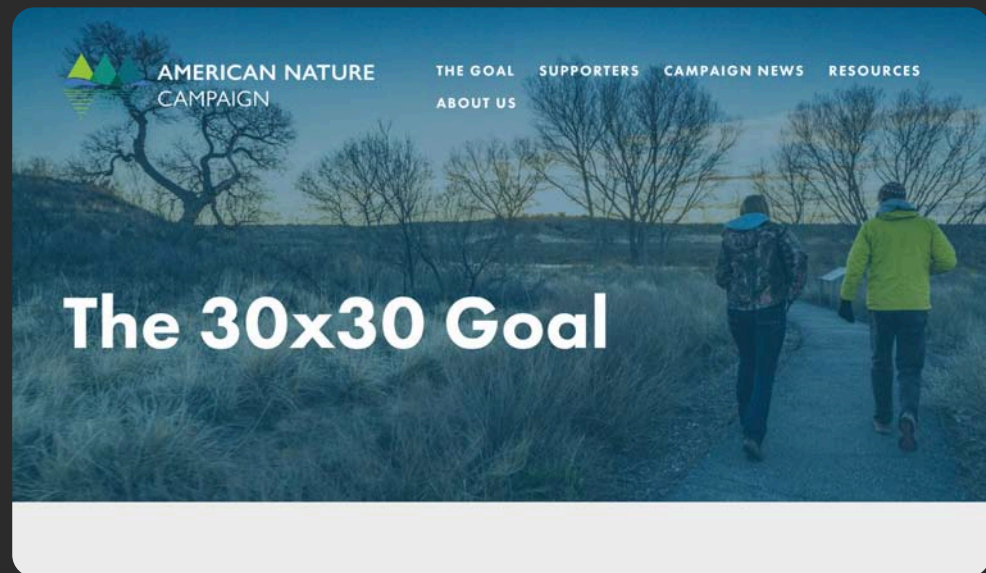 AMERICAN NATURE
CAMPAIGN
THE GOAL SUPPORTERS CAMPAIGN NEWS RESOURCES
ABOUT US
The 30x30 Goal